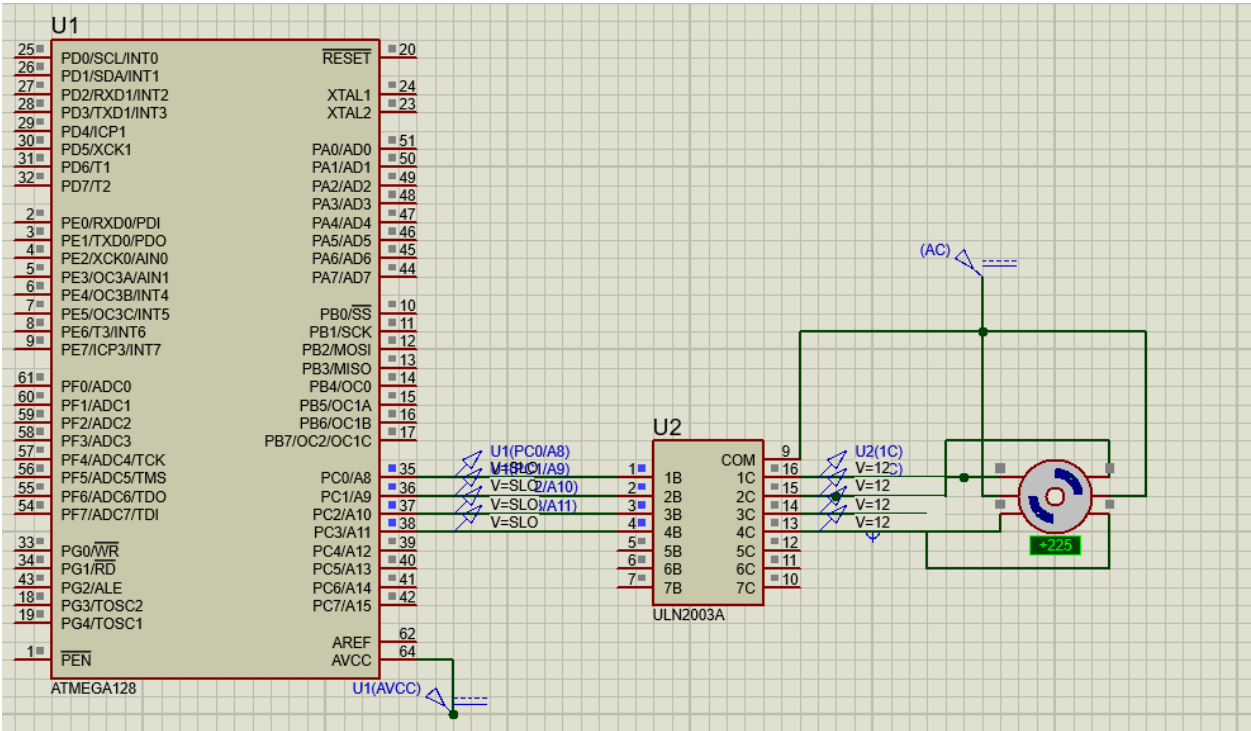 U1
25 PD0/SCL/INT0
26 PD1/SDA/INT1
27 PD2/RXD1/INT2
28 PD3/TXD1/INT3
29 PD4/ICP1
30 PD5/XCK1
31 PD6/T1
32 PD7/T2
2 PE0/RXD0/PDI
3 PE1/TXD0/PDO
4 PE2/XCK0/AIN0
5 PE3/OC3A/AIN1
6 PE4/OC3B/INT4
7 PE5/OC3C/INT5
8 PE6/T3/INT6
9 PE7/ICP3/INT7
61 PF0/ADC0
60 PF1/ADC1
59 PF2/ADC2
58 PF3/ADC3
57 PF4/ADC4/TCK
56 PF5/ADC5/TMS
55 PF6/ADC6/TDO
54 PF7/ADC7/TDI
33 PG0/WR
34 PG1/RD
43 PG2/ALE
18 PG3/TOSC2
19 PG4/TOSC1
1 PEN
RESET 20
XTAL1 24
XTAL2 23
PA0/AD0 51
PA1/AD1 50
PA2/AD2 49
PA3/AD3 48
PA4/AD4 47
PA5/AD5 46
PA6/AD6 45
PA7/AD7 44
PB0/SS 10
PB1/SCK 11
PB2/MOSI 12
PB3/MISO 13
PB4/OC0 14
PB5/OC1A 15
PB6/OC1B 16
PB7/OC2/OC1C 17
PC0/A8 35
PC1/A9 36
PC2/A10 37
PC3/A11 38
PC4/A12 39
PC5/A13 40
PC6/A14 41
PC7/A15 42
AREF 62
AVCC 64
ATMEGA128
U1(AVCC)
U1(PC0/A8)
V=SLO
V=SLO
V=SLO
V=SLO
U2
1 1B
2 2B
3 3B
4 4B
5 5B
6 6B
7 7B
COM 9
1C 16
2C 15
3C 14
4C 13
5C 12
6C 11
7C 10
ULN2003A
U2(1C)
V=12
V=12
V=12
V=12
(AC)
+225